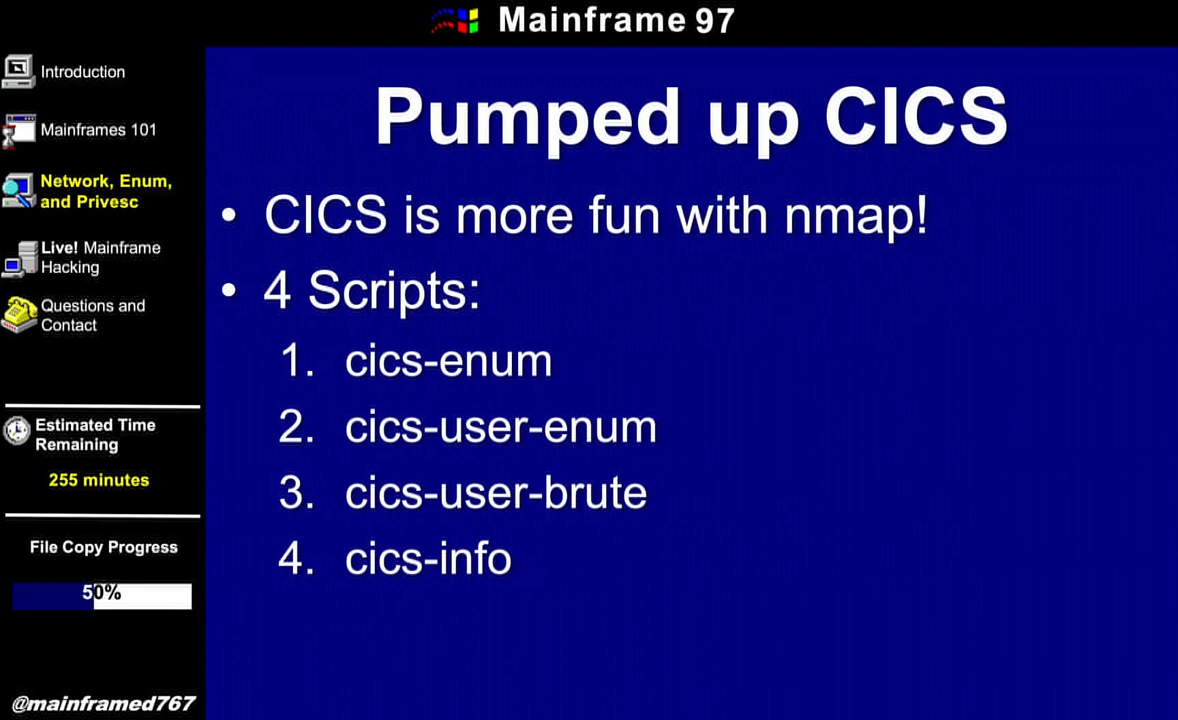 Mainframe 97
Introduction
Mainframes 101
Network, Enum,
and Privesc
Live! Mainframe
Hacking
Questions and
Contact
Estimated Time
Remaining
255 minutes
File Copy Progress
50%
@mainframed767
Pumped up CICS
• CICS is more fun with nmap!
• 4 Scripts:
1. cics-enum
2. cics-user-enum
3. cics-user-brute
4. cics-info